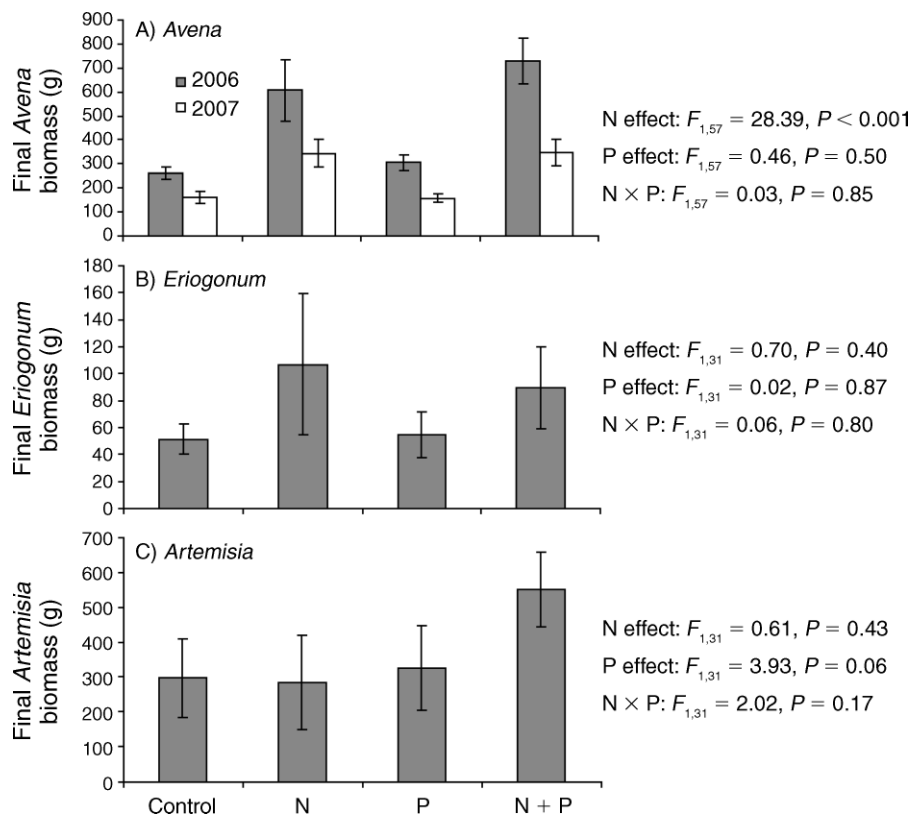 A) Avena
900
800
700
600
500
400
300
200
100
0
Final Avena
biomass (g)
2006
2007
N effect: F1,57 = 28.39, P < 0.001
P effect: F1,57 = 0.46, P = 0.50
N × P: F1,57 = 0.03, P = 0.85
B) Eriogonum
180
160
140
120
100
80
60
40
20
0
Final Eriogonum
biomass (g)
N effect: F1,31 = 0.70, P = 0.40
P effect: F1,31 = 0.02, P = 0.87
N × P: F1,31 = 0.06, P = 0.80
C) Artemisia
700
600
500
400
300
200
100
0
Final Artemisia
biomass (g)
N effect: F1,31 = 0.61, P = 0.43
P effect: F1,31 = 3.93, P = 0.06
N × P: F1,31 = 2.02, P = 0.17
Control N P N + P